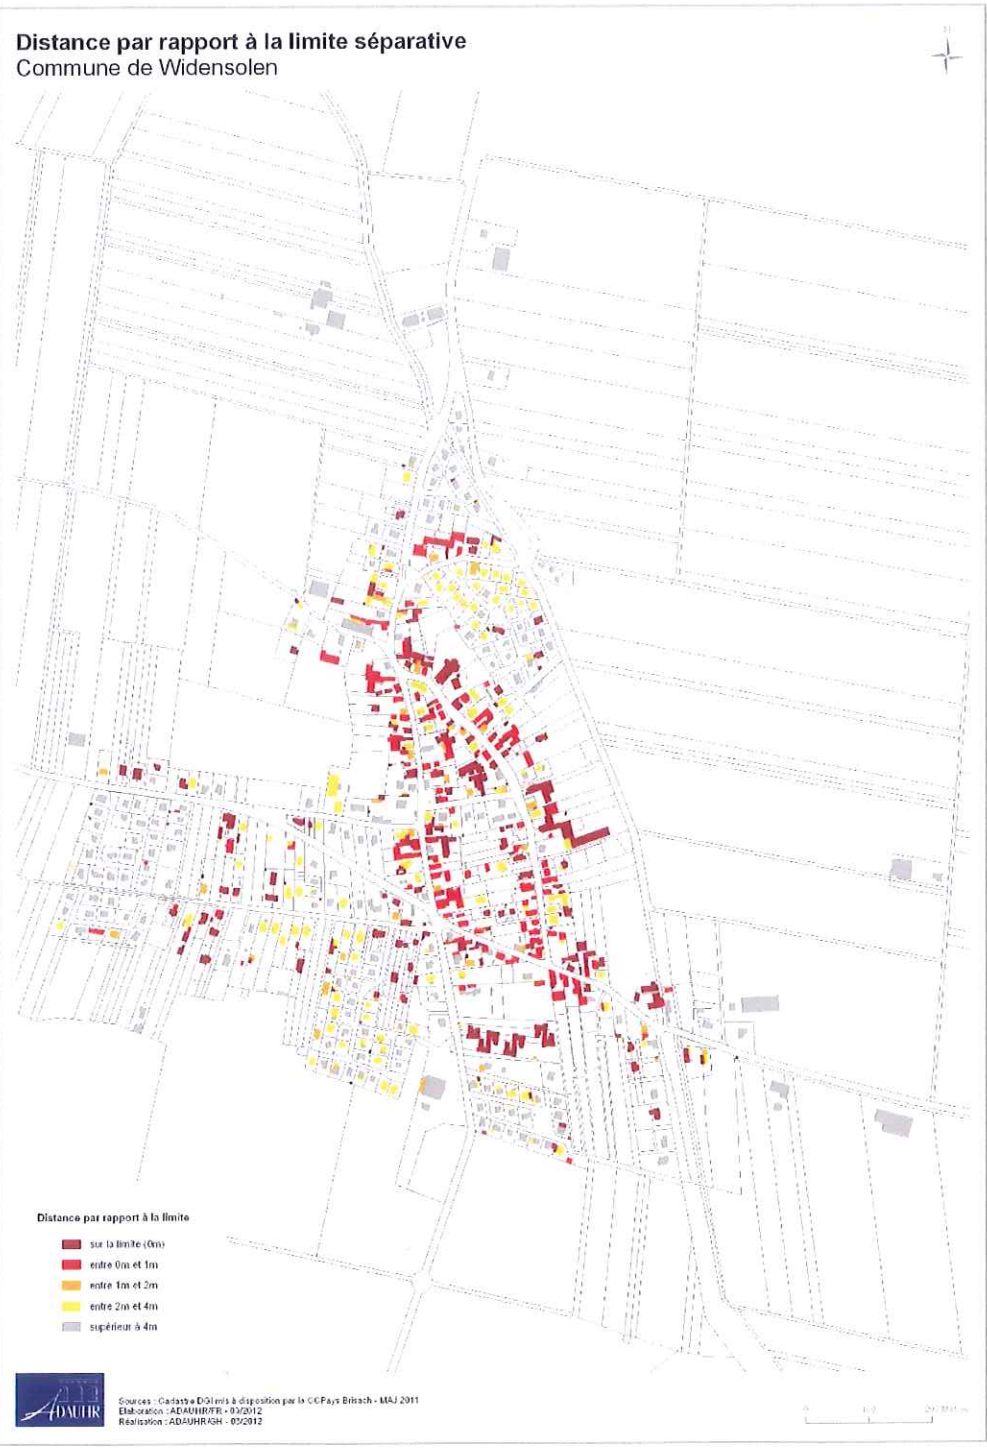 Distance par rapport à la limite séparative
Commune de Widensolen
N
Distance par rapport à la limite
sur la limite (0m)
entre 0m et 1m
entre 1m et 2m
entre 2m et 4m
supérieur à 4m
ADAUHR
Sources : Cadastre DGI mis à disposition par la CCPays Brisach - MAJ 2011
Elaboration : ADAUHR/FR - 03/2012
Réalisation : ADAUHR/GH - 03/2012
0